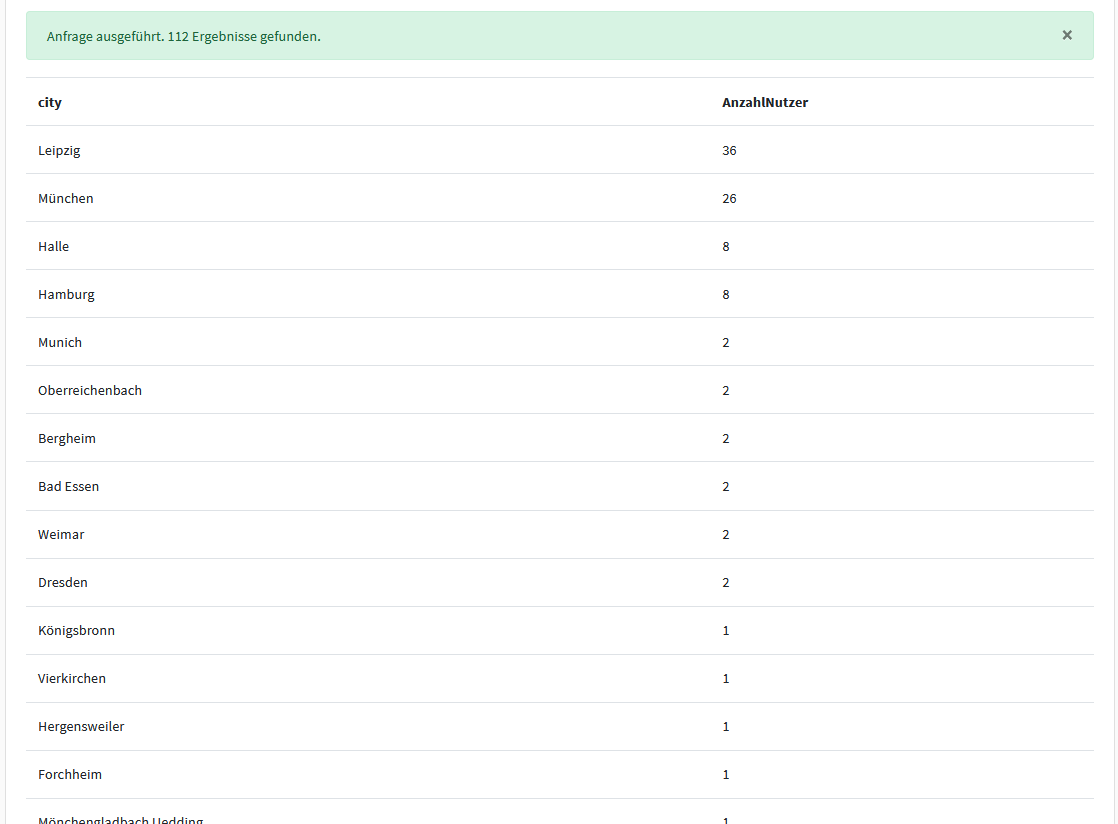 Anfrage ausgeführt. 112 Ergebnisse gefunden. ×
city AnzahlNutzer
Leipzig 36
München 26
Halle 8
Hamburg 8
Munich 2
Oberreichenbach 2
Bergheim 2
Bad Essen 2
Weimar 2
Dresden 2
Königsbronn 1
Vierkirchen 1
Hergensweiler 1
Forchheim 1
Mönchengladbach Uedding 1